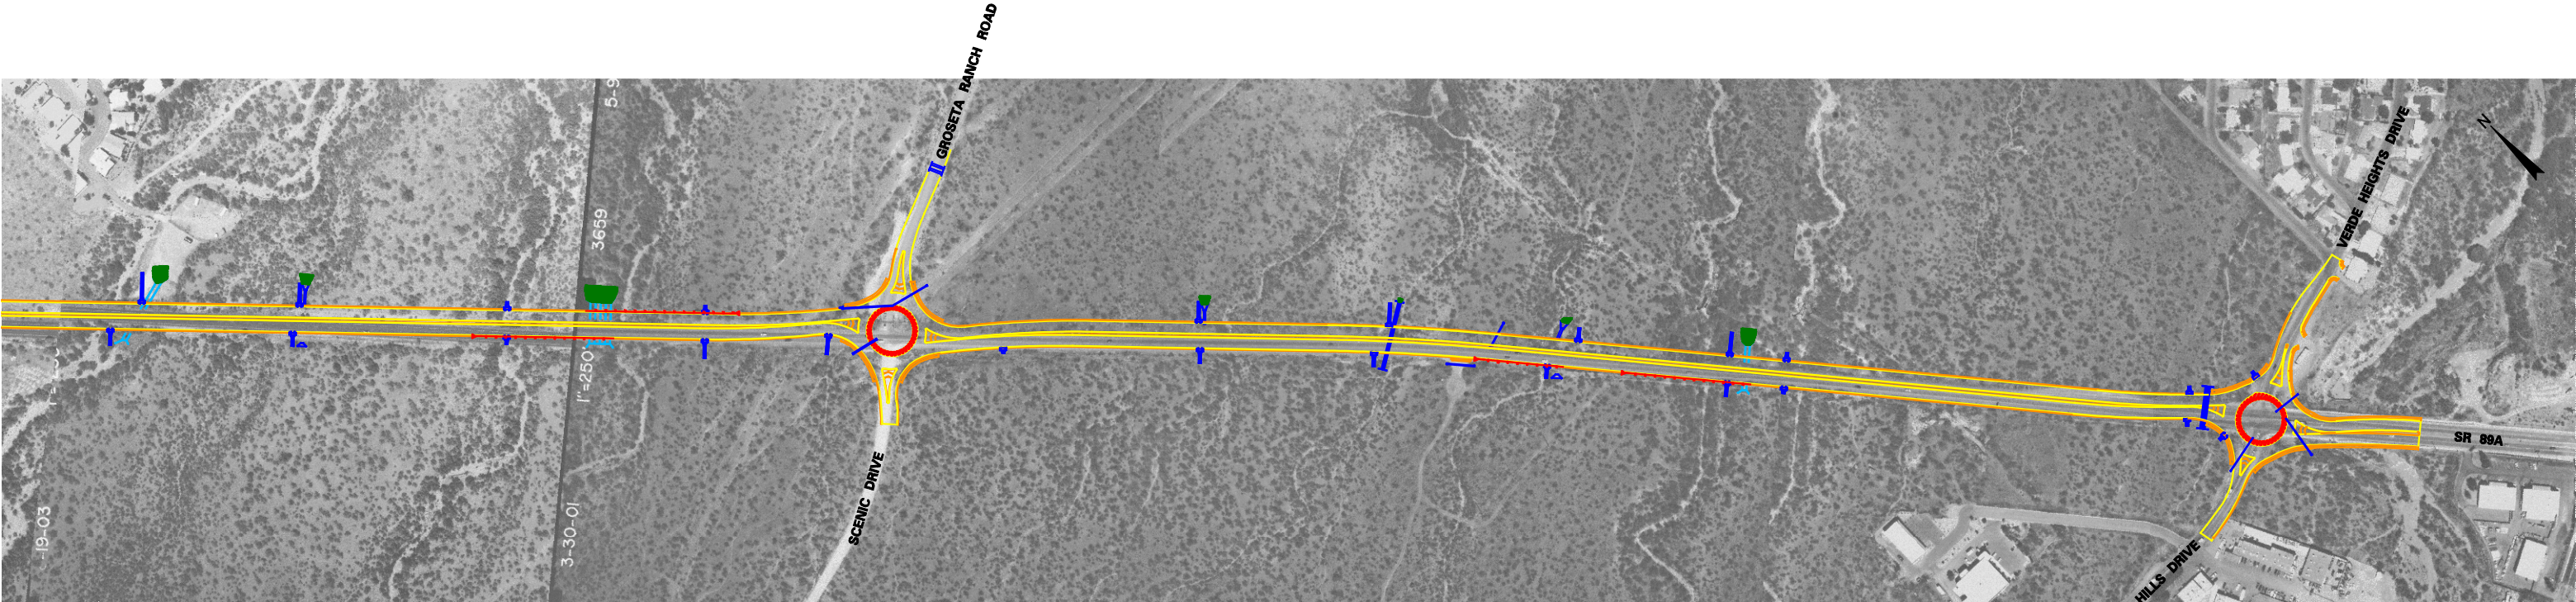 GROSETA RANCH ROAD
N
VERDE HEIGHTS DRIVE
3659
1"=250'
SR 89A
SCENIC DRIVE
3-30-01
-19-03
HILLS DRIVE